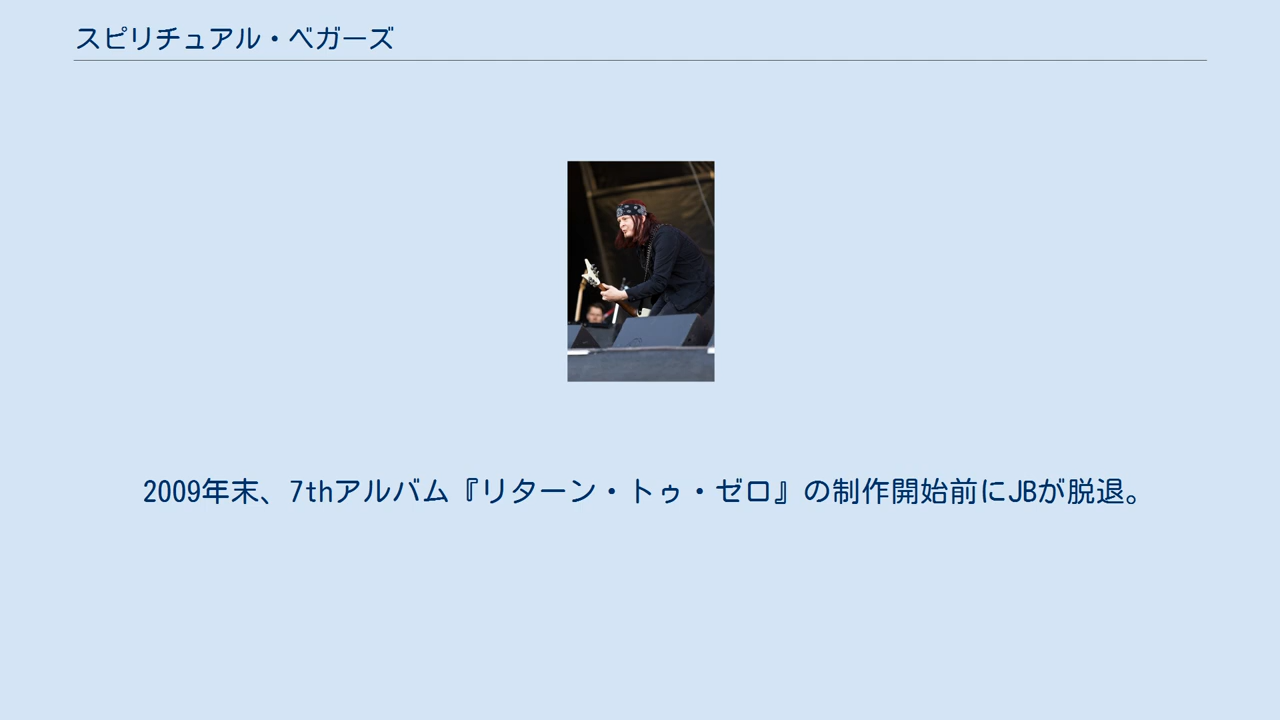 スピリチュアル・ベガーズ
2009年末、7thアルバム『リターン・トゥ・ゼロ』の制作開始前にJBが脱退。